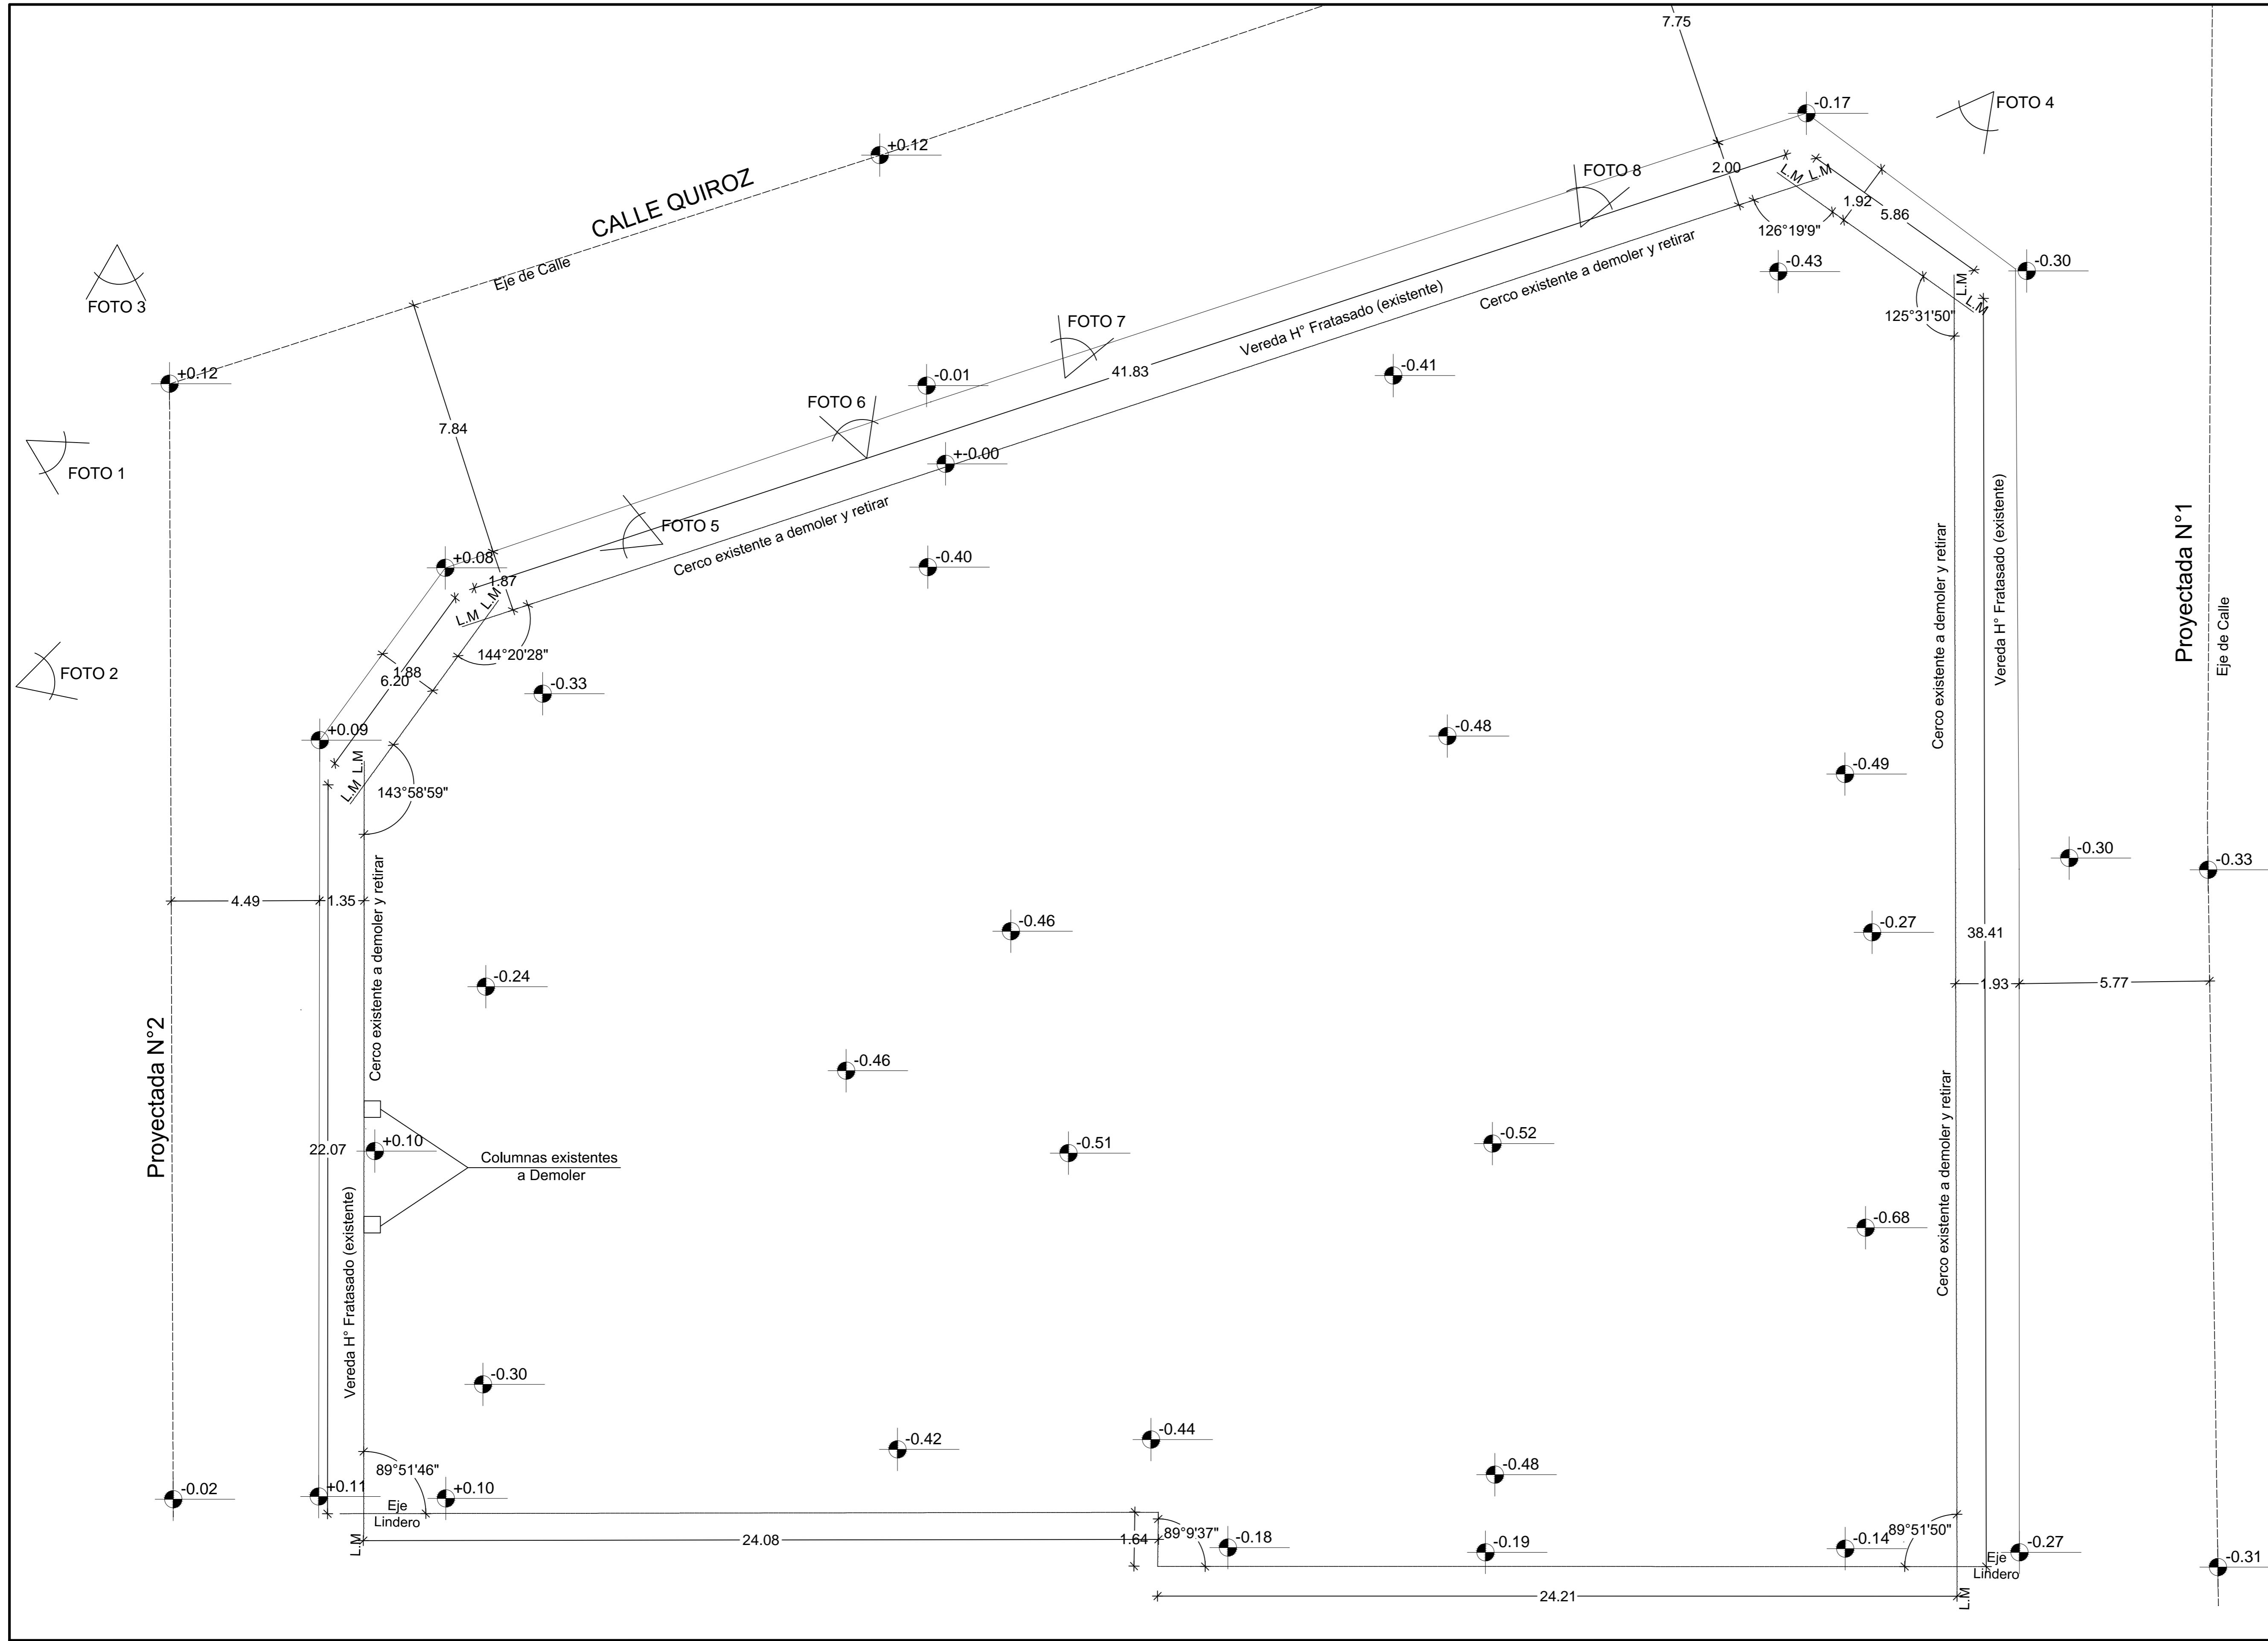 7.75
-0.17
FOTO 4
+0.12
2.00
FOTO 8
L.M
L.M
1.92
5.86
CALLE QUIROZ
126°19'9"
Eje de Calle
-0.43
-0.30
L.M
L.M
125°31'50"
FOTO 3
Vereda H° Fratasado (existente)
Cerco existente a demoler y retirar
FOTO 7
41.83
-0.41
-0.01
+0.12
FOTO 6
7.84
+-0.00
FOTO 1
FOTO 5
Cerco existente a demoler y retirar
+0.08
-0.40
1.87
L.M
L.M
144°20'28"
FOTO 2
1.88
6.20
-0.33
+0.09
L.M
L.M
143°58'59"
Cerco existente a demoler y retirar
Vereda H° Fratasado (existente)
Proyectada N°1
Eje de Calle
-0.48
-0.49
-0.30
-0.33
4.49
1.35
Cerco existente a demoler y retirar
-0.46
-0.27
38.41
1.93
5.77
-0.24
Proyectada N°2
-0.46
22.07
+0.10
Columnas existentes
a Demoler
-0.51
-0.52
Cerco existente a demoler y retirar
-0.68
Vereda H° Fratasado (existente)
-0.30
-0.42
-0.44
-0.48
89°51'46"
-0.02
+0.11
+0.10
Eje
Lindero
L.M
24.08
1.64
89°9'37"
-0.18
-0.19
-0.14
89°51'50"
-0.27
Eje
Lindero
-0.31
24.21
L.M